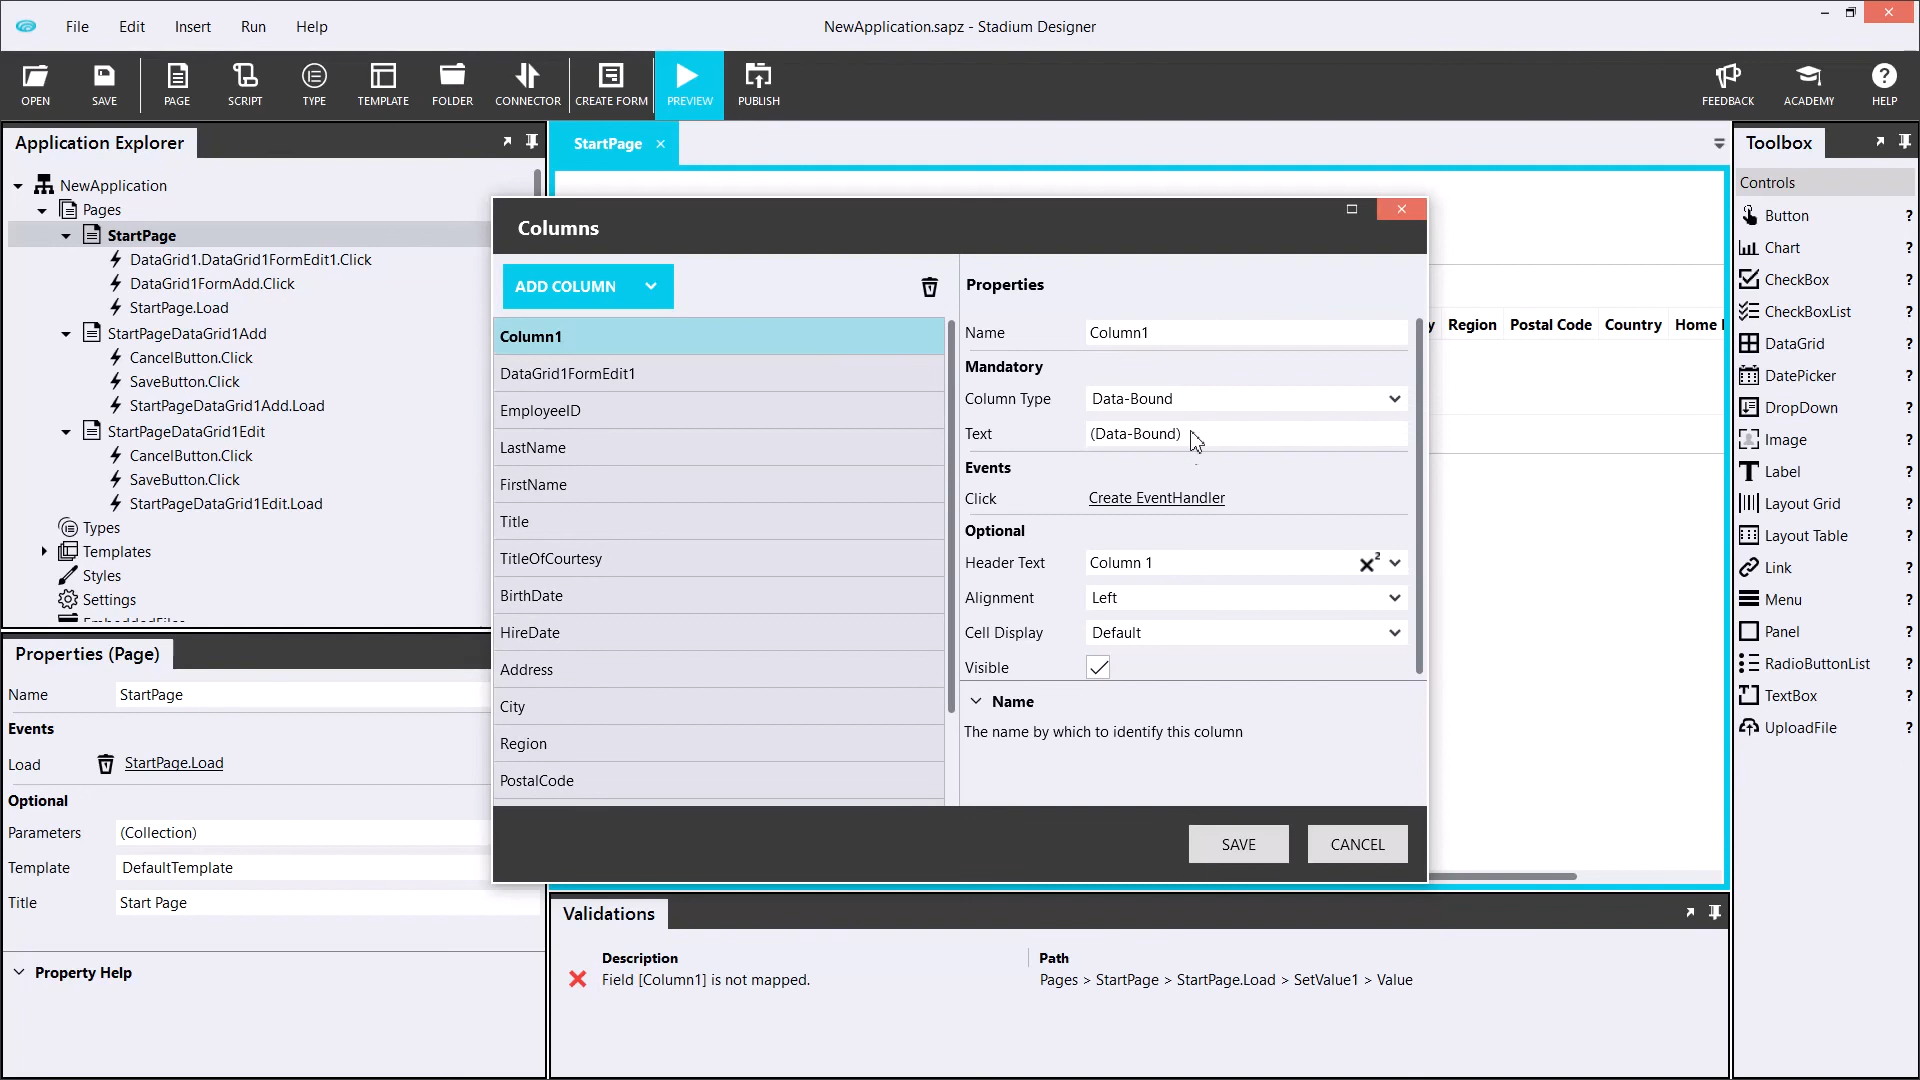 File Edit Insert Run Help
NewApplication.sapz - Stadium Designer
OPEN SAVE PAGE SCRIPT TYPE TEMPLATE FOLDER CONNECTOR CREATE FORM PREVIEW PUBLISH FEEDBACK ACADEMY HELP
Application Explorer
NewApplication
Pages
StartPage
DataGrid1.DataGrid1FormEdit1.Click
DataGrid1FormAdd.Click
StartPage.Load
StartPageDataGrid1Add
CancelButton.Click
SaveButton.Click
StartPageDataGrid1Add.Load
StartPageDataGrid1Edit
CancelButton.Click
SaveButton.Click
StartPageDataGrid1Edit.Load
Types
Templates
Styles
Settings
EmbeddedFiles
Properties (Page)
Name StartPage
Events
Load StartPage.Load
Optional
Parameters (Collection)
Template DefaultTemplate
Title Start Page
Property Help
StartPage
y Region Postal Code Country Home
Columns
ADD COLUMN
Column1
DataGrid1FormEdit1
EmployeeID
LastName
FirstName
Title
TitleOfCourtesy
BirthDate
HireDate
Address
City
Region
PostalCode
Properties
Name Column1
Mandatory
Column Type Data-Bound
Text (Data-Bound)
Events
Click Create EventHandler
Optional
Header Text Column 1
Alignment Left
Cell Display Default
Visible
Name
The name by which to identify this column
SAVE CANCEL
Validations
Description Path
Field [Column1] is not mapped. Pages > StartPage > StartPage.Load > SetValue1 > Value
Toolbox
Controls
Button ?
Chart ?
CheckBox ?
CheckBoxList ?
DataGrid ?
DatePicker ?
DropDown ?
Image ?
Label ?
Layout Grid ?
Layout Table ?
Link ?
Menu ?
Panel ?
RadioButtonList ?
TextBox ?
UploadFile ?